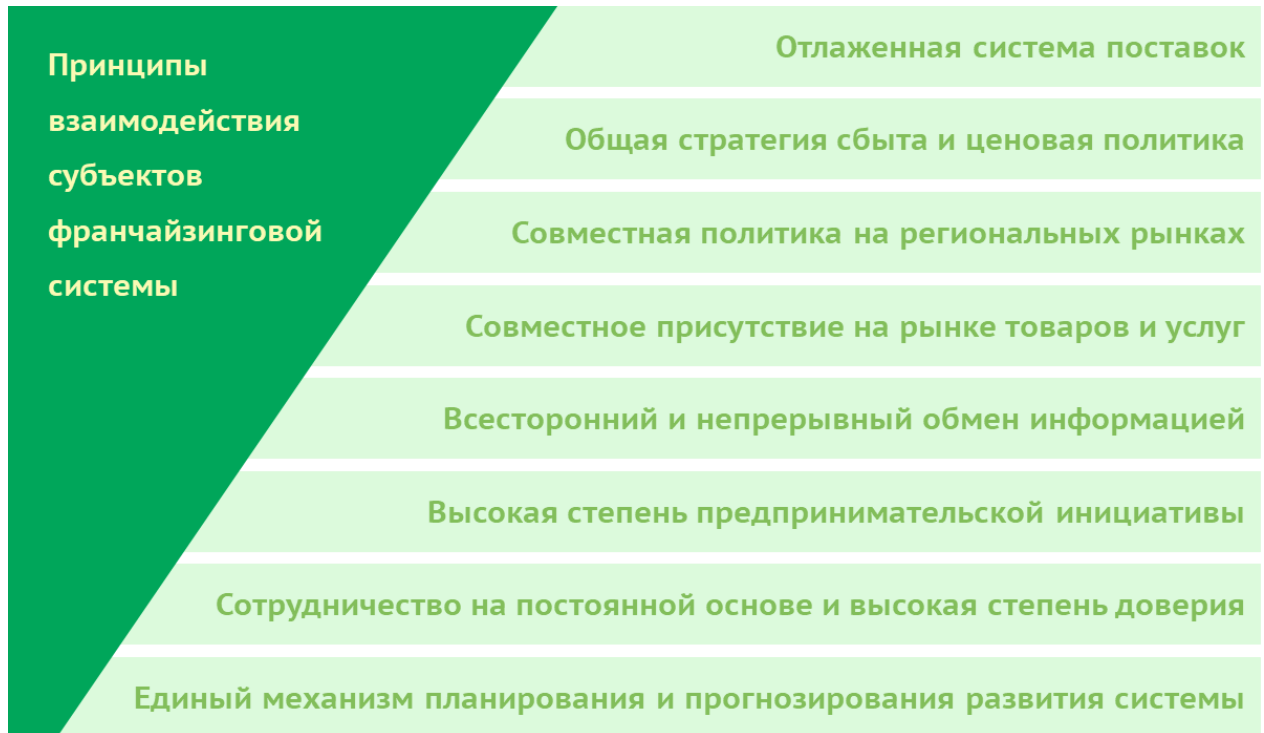 Принципы
взаимодействия
субъектов
франчайзинговой
системы
Отлаженная система поставок
Общая стратегия сбыта и ценовая политика
Совместная политика на региональных рынках
Совместное присутствие на рынке товаров и услуг
Всесторонний и непрерывный обмен информацией
Высокая степень предпринимательской инициативы
Сотрудничество на постоянной основе и высокая степень доверия
Единый механизм планирования и прогнозирования развития системы